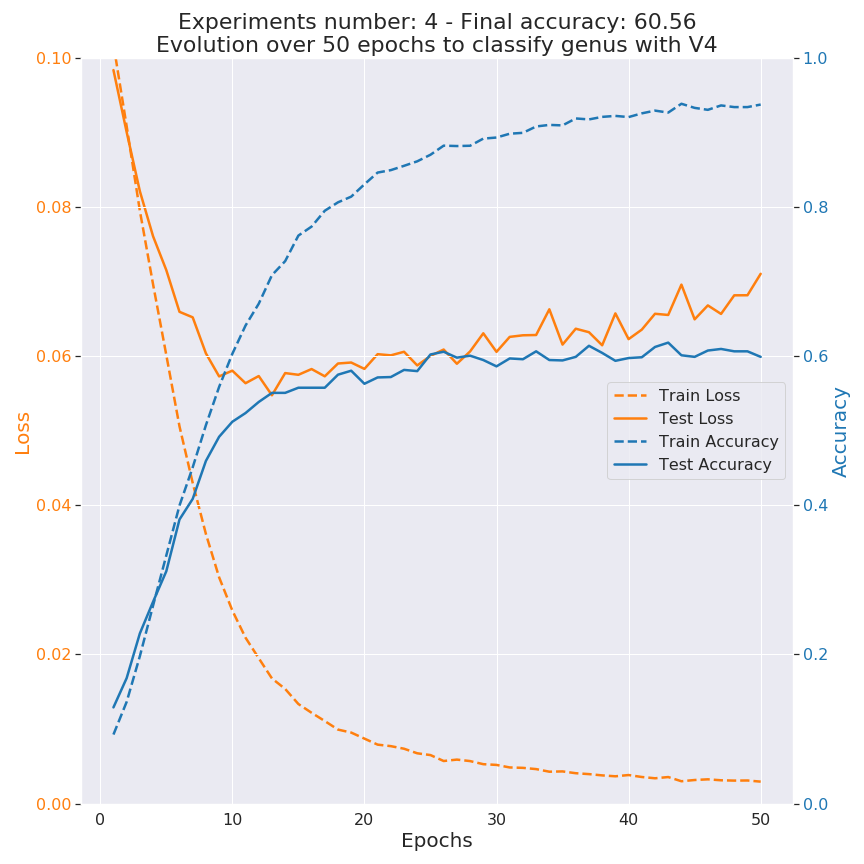 Experiments number: 4 - Final accuracy: 60.56
Evolution over 50 epochs to classify genus with V4
0.10
0.08
0.06
0.04
0.02
0.00
Loss
1.0
0.8
0.6
0.4
0.2
0.0
Accuracy
Train Loss
Test Loss
Train Accuracy
Test Accuracy
0
10
20
30
40
50
Epochs